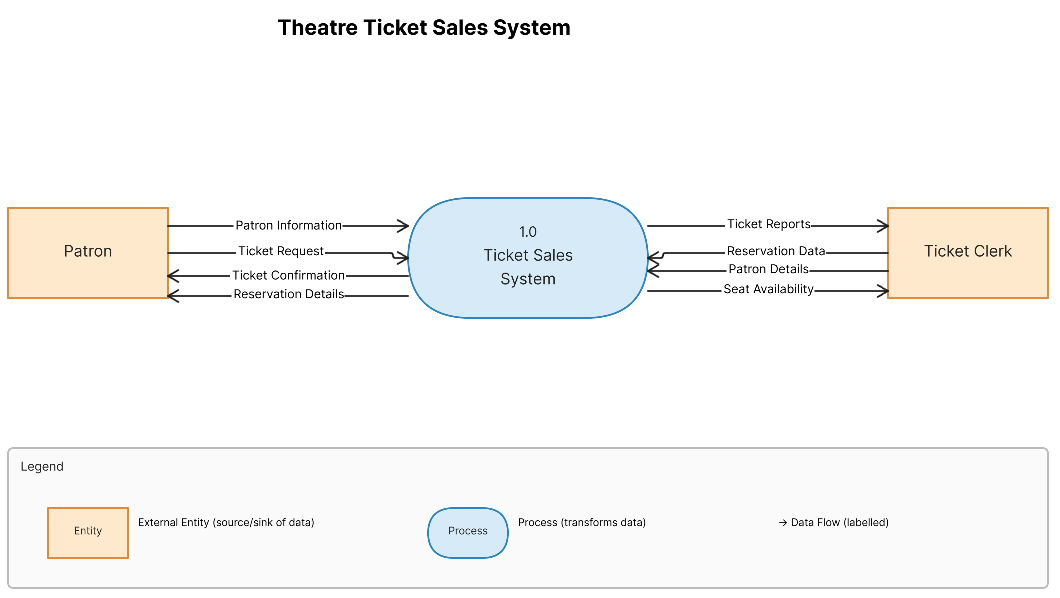 Theatre Ticket Sales System
Patron
Patron Information
Ticket Request
Ticket Confirmation
Reservation Details
1.0
Ticket Sales
System
Ticket Reports
Reservation Data
Patron Details
Seat Availability
Ticket Clerk
Legend
Entity
External Entity (source/sink of data)
Process
Process (transforms data)
→ Data Flow (labelled)